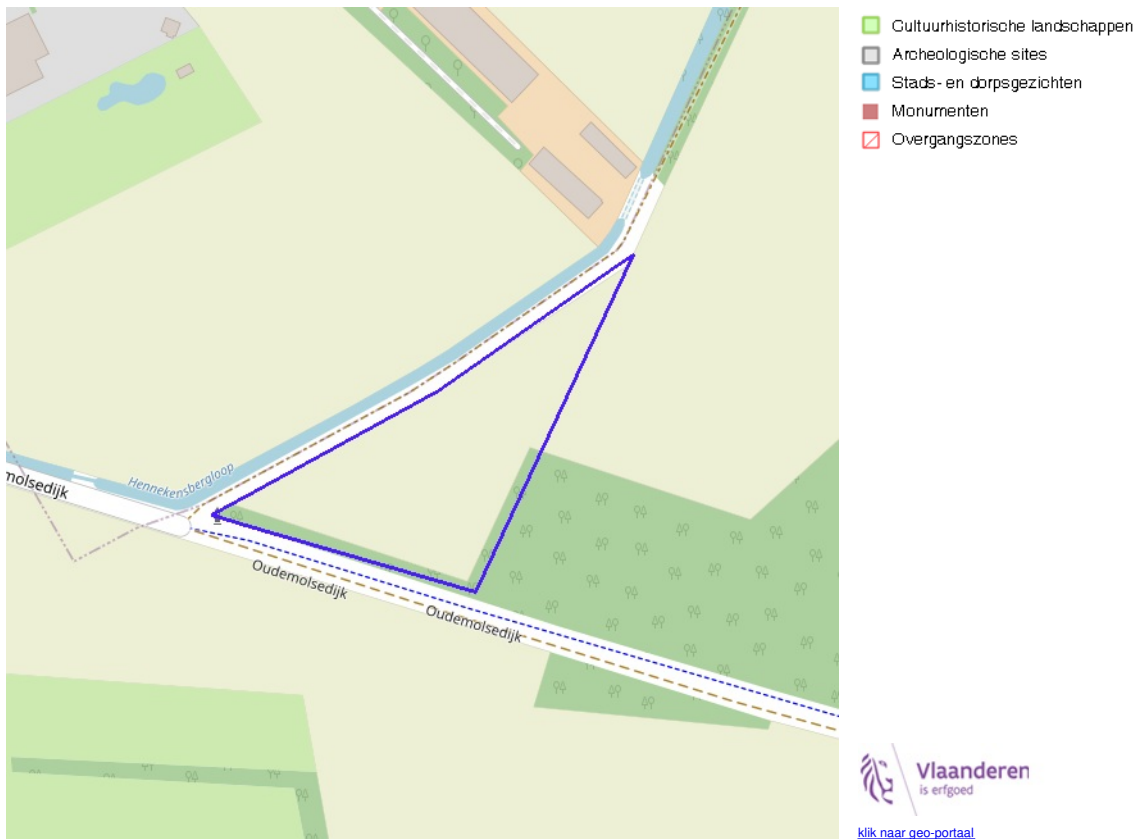 Cultuurhistorische landschappen
Archeologische sites
Stads- en dorpsgezichten
Monumenten
Overgangszones
Hennekensbergloop
molsedijk
Oudemolsedijk
Oudemolsedijk
Vlaanderen
is erfgoed
klik naar geo-portaal